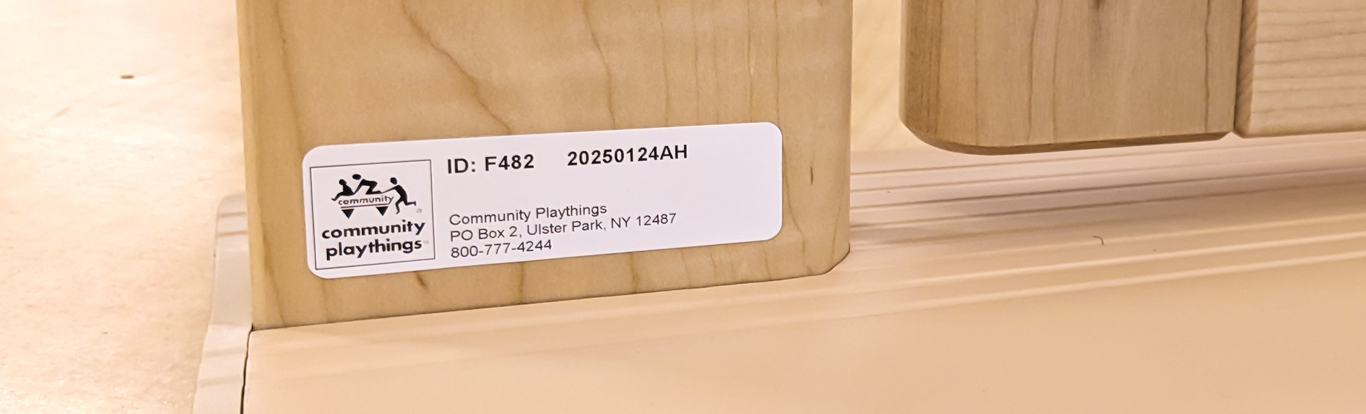 ID: F482 20250124AH
community
community
playthings
Community Playthings
PO Box 2, Ulster Park, NY 12487
800-777-4244